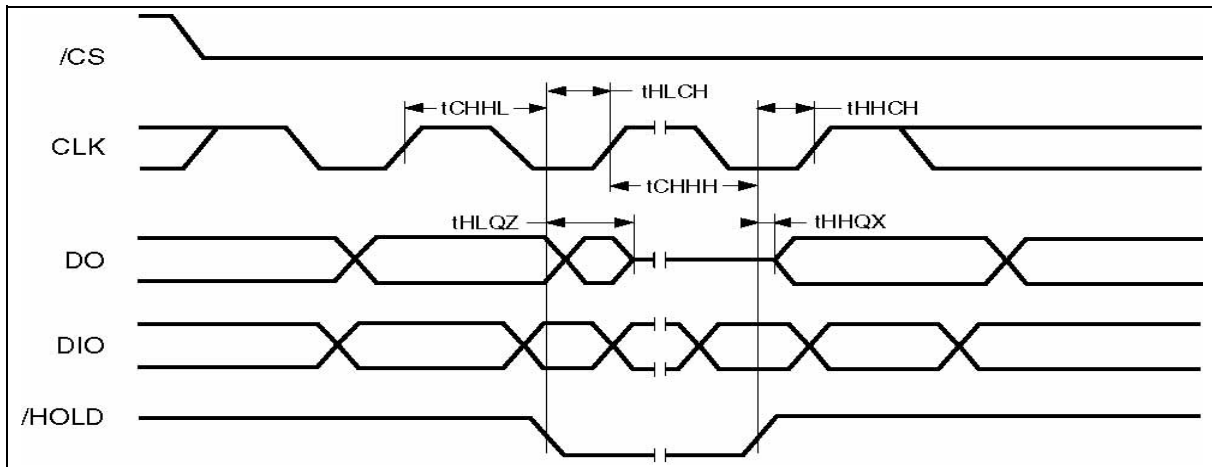 /CS
tHLCH
tHHCH
tCHHL
CLK
tCHHH
tHLQZ
tHHQX
DO
DIO
/HOLD